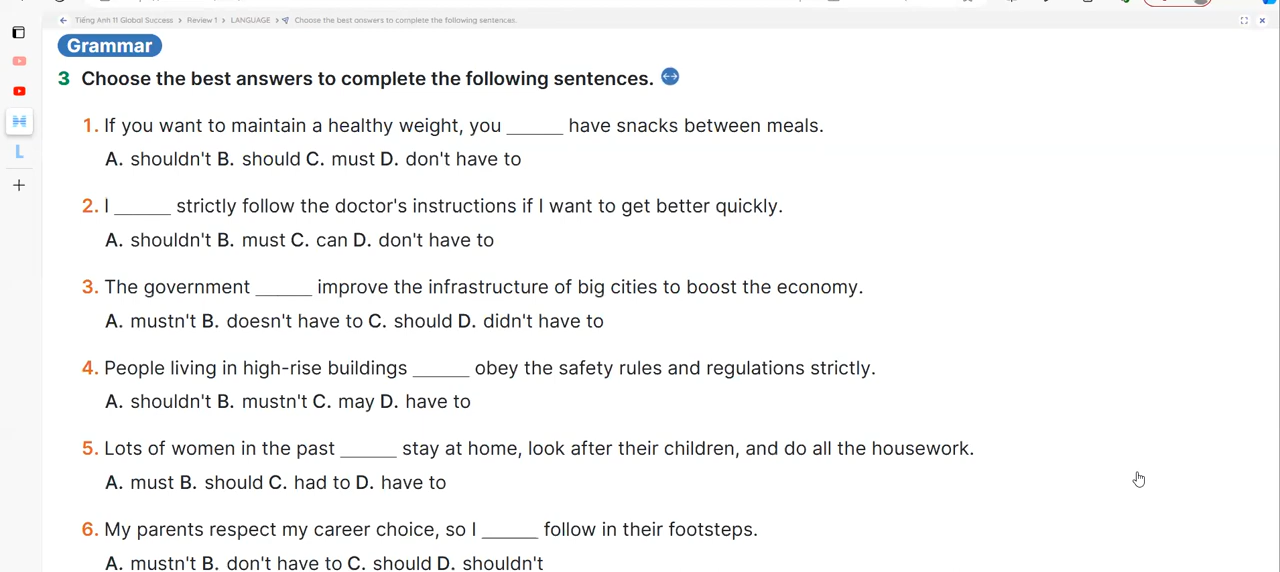 Tiếng Anh 11 Global Success > Review 1 > LANGUAGE > Choose the best answers to complete the following sentences.
Grammar
3 Choose the best answers to complete the following sentences.
1. If you want to maintain a healthy weight, you ______ have snacks between meals.
A. shouldn't B. should C. must D. don't have to
2. I ______ strictly follow the doctor's instructions if I want to get better quickly.
A. shouldn't B. must C. can D. don't have to
3. The government ______ improve the infrastructure of big cities to boost the economy.
A. mustn't B. doesn't have to C. should D. didn't have to
4. People living in high-rise buildings ______ obey the safety rules and regulations strictly.
A. shouldn't B. mustn't C. may D. have to
5. Lots of women in the past ______ stay at home, look after their children, and do all the housework.
A. must B. should C. had to D. have to
6. My parents respect my career choice, so I ______ follow in their footsteps.
A. mustn't B. don't have to C. should D. shouldn't